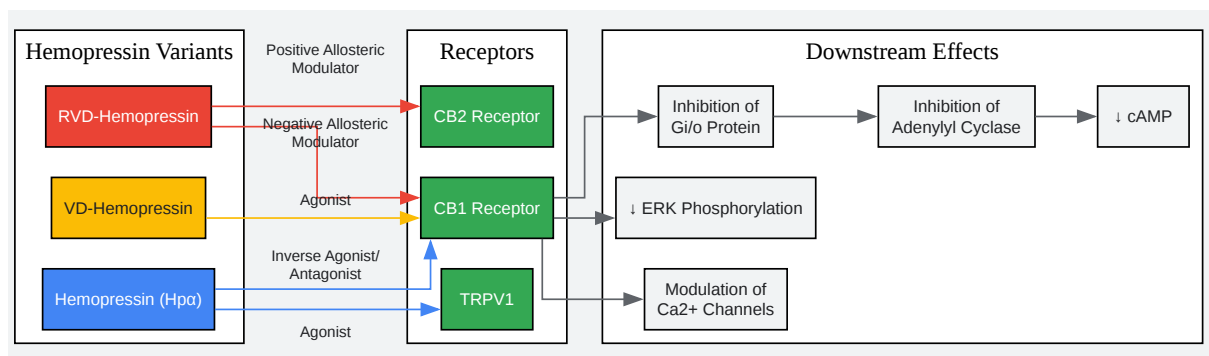 Hemopressin Variants
Positive Allosteric
Modulator
Receptors
Downstream Effects
RVD-Hemopressin
Negative Allosteric
Modulator
CB2 Receptor
Inhibition of
Gi/o Protein
Inhibition of
Adenylyl Cyclase
↓ cAMP
VD-Hemopressin
Agonist
CB1 Receptor
↓ ERK Phosphorylation
Inverse Agonist/
Antagonist
Hemopressin (Hpα)
Agonist
TRPV1
Modulation of
Ca2+ Channels